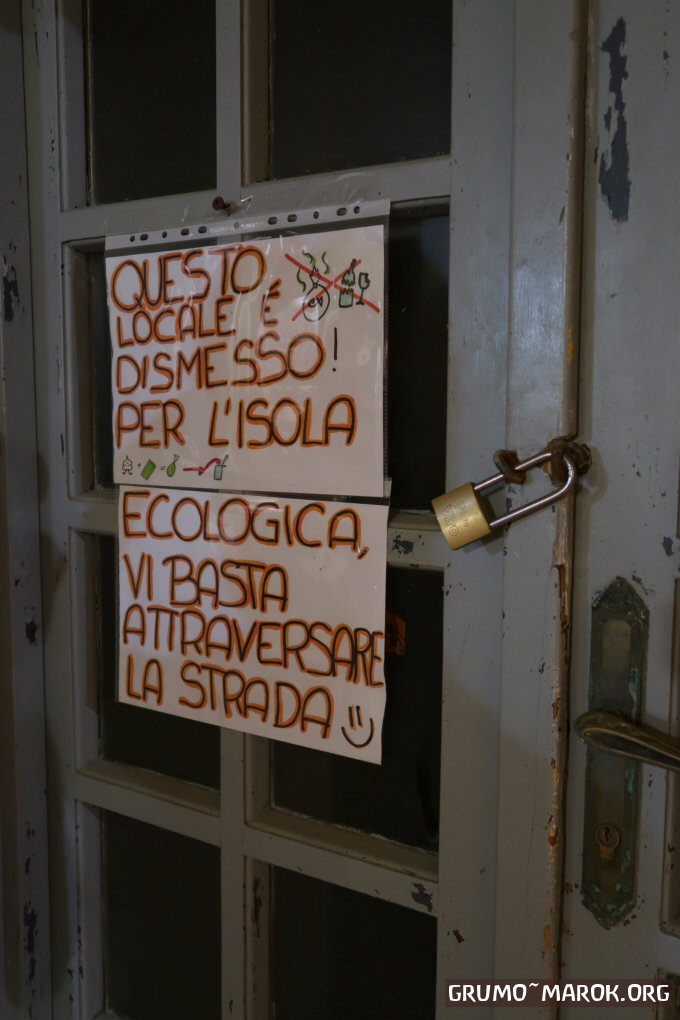 QUESTO
LOCALE É
DISMESSO!
PER L'ISOLA
ECOLOGICA,
VI BASTA
ATTRAVERSARE
LA STRADA
GRUMO~MAROK.ORG